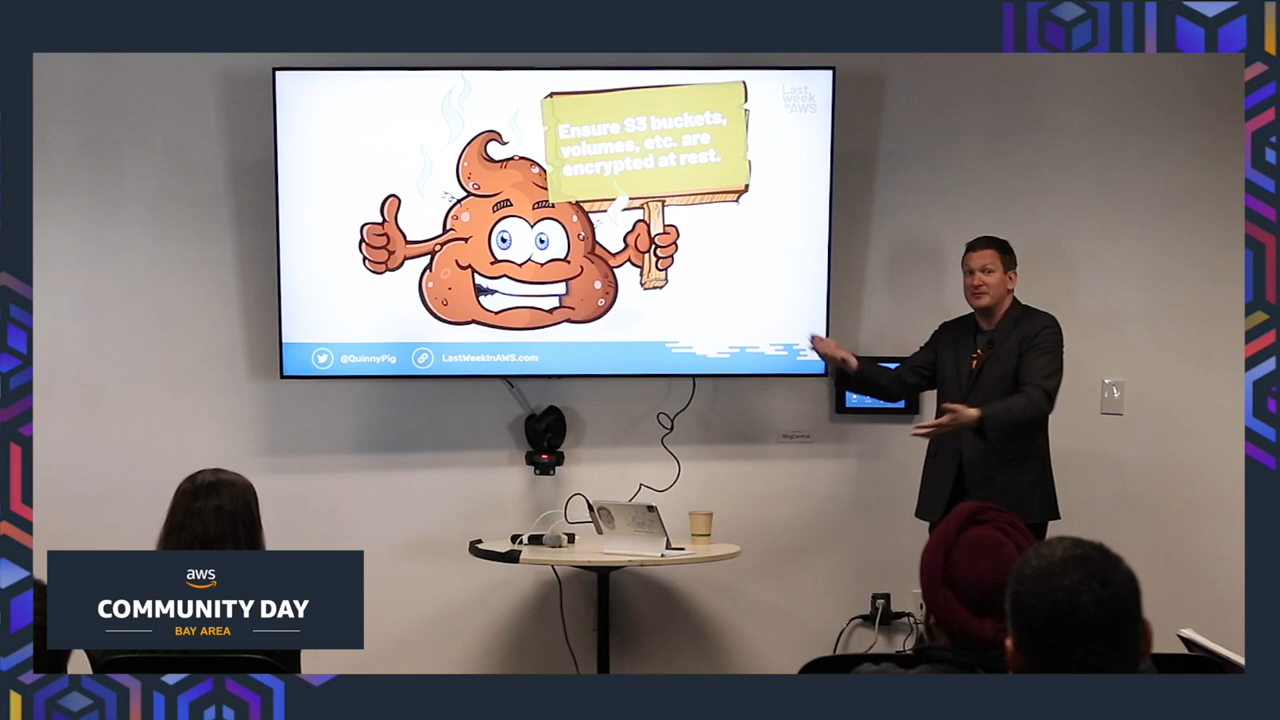 Ensure S3 buckets,
volumes, etc. are
encrypted at rest.
Last
week
in
AWS
@QuinnyPig
LastWeekInAWS.com
RingCentral
aws
COMMUNITY DAY
BAY AREA